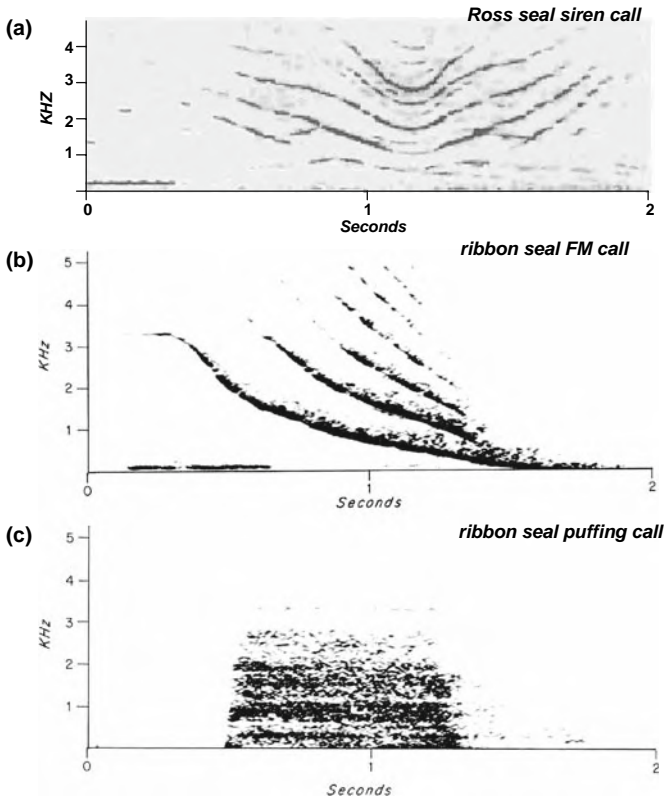 (a)
Ross seal siren call
4
3
KHZ
2
1
0
1
2
Seconds
(b)
ribbon seal FM call
5
4
KHz
3
2
1
0
1
2
Seconds
(c)
ribbon seal puffing call
5
4
KHz
3
2
1
0
1
2
Seconds